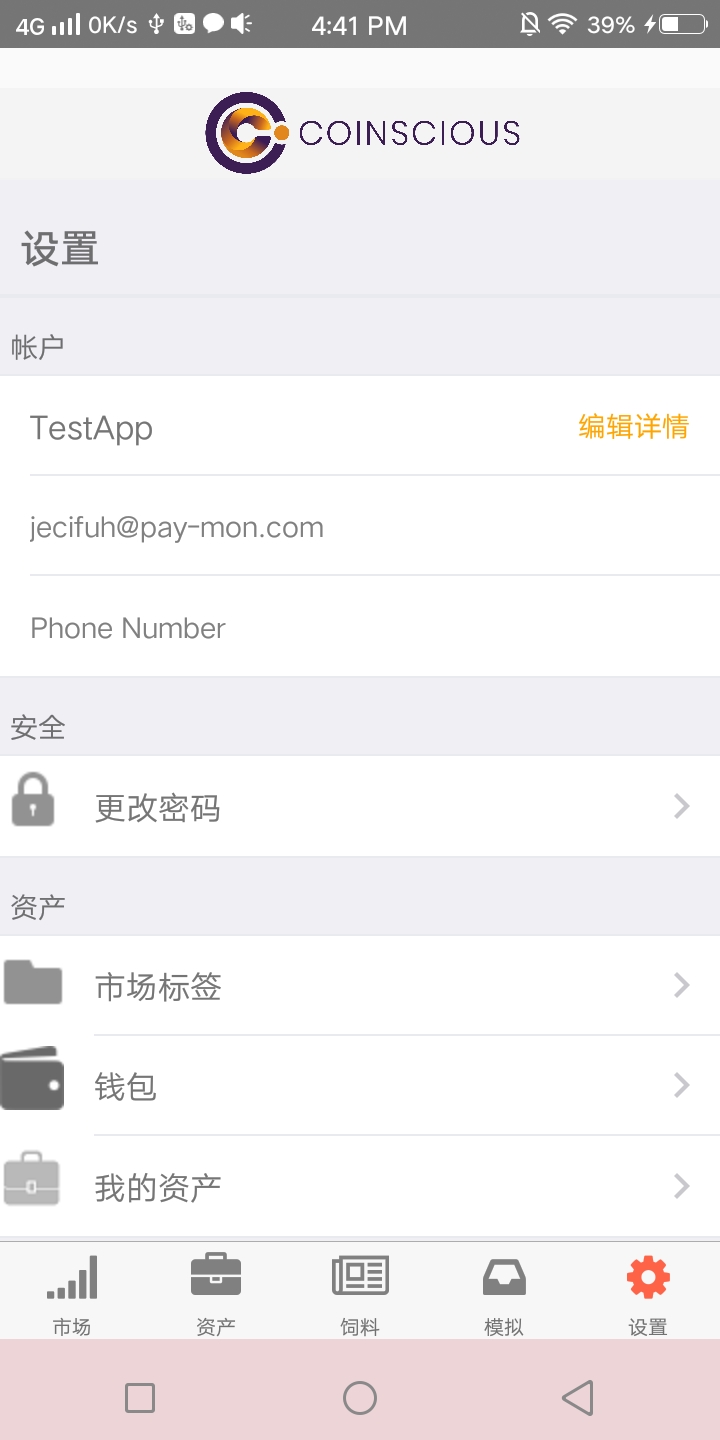 4G 0K/s 4:41 PM 39%
COINSCIOUS
设置
帐户
TestApp 编辑详情
jecifuh@pay-mon.com
Phone Number
安全
更改密码
资产
市场标签
钱包
我的资产
市场 资产 饲料 模拟 设置